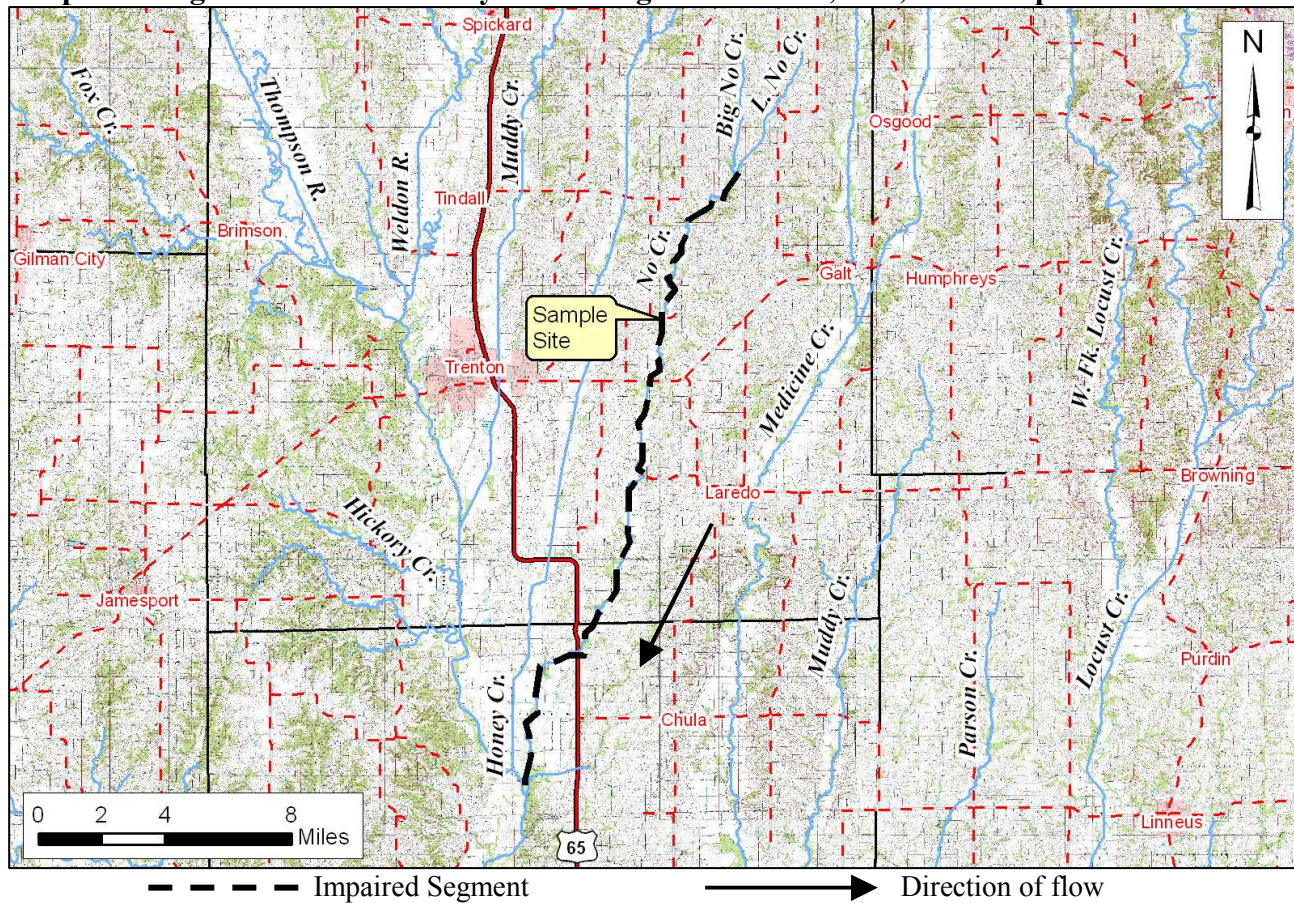 Spickard
N
Fox Cr.
Thompson R.
Weldon R.
Muddy Cr.
Big No Cr.
L. No Cr.
Osgood
Tindall
Brimson
Gilman City
No Cr.
Galt
Humphreys
W. Fk. Locust Cr.
Sample
Site
Trenton
Medicine Cr.
Laredo
Browning
Hickory Cr.
Jamesport
Muddy Cr.
Parson Cr.
Locust Cr.
Purdin
Honey Cr.
Chula
0 2 4 8
Miles
65
Linneus
Impaired Segment
Direction of flow